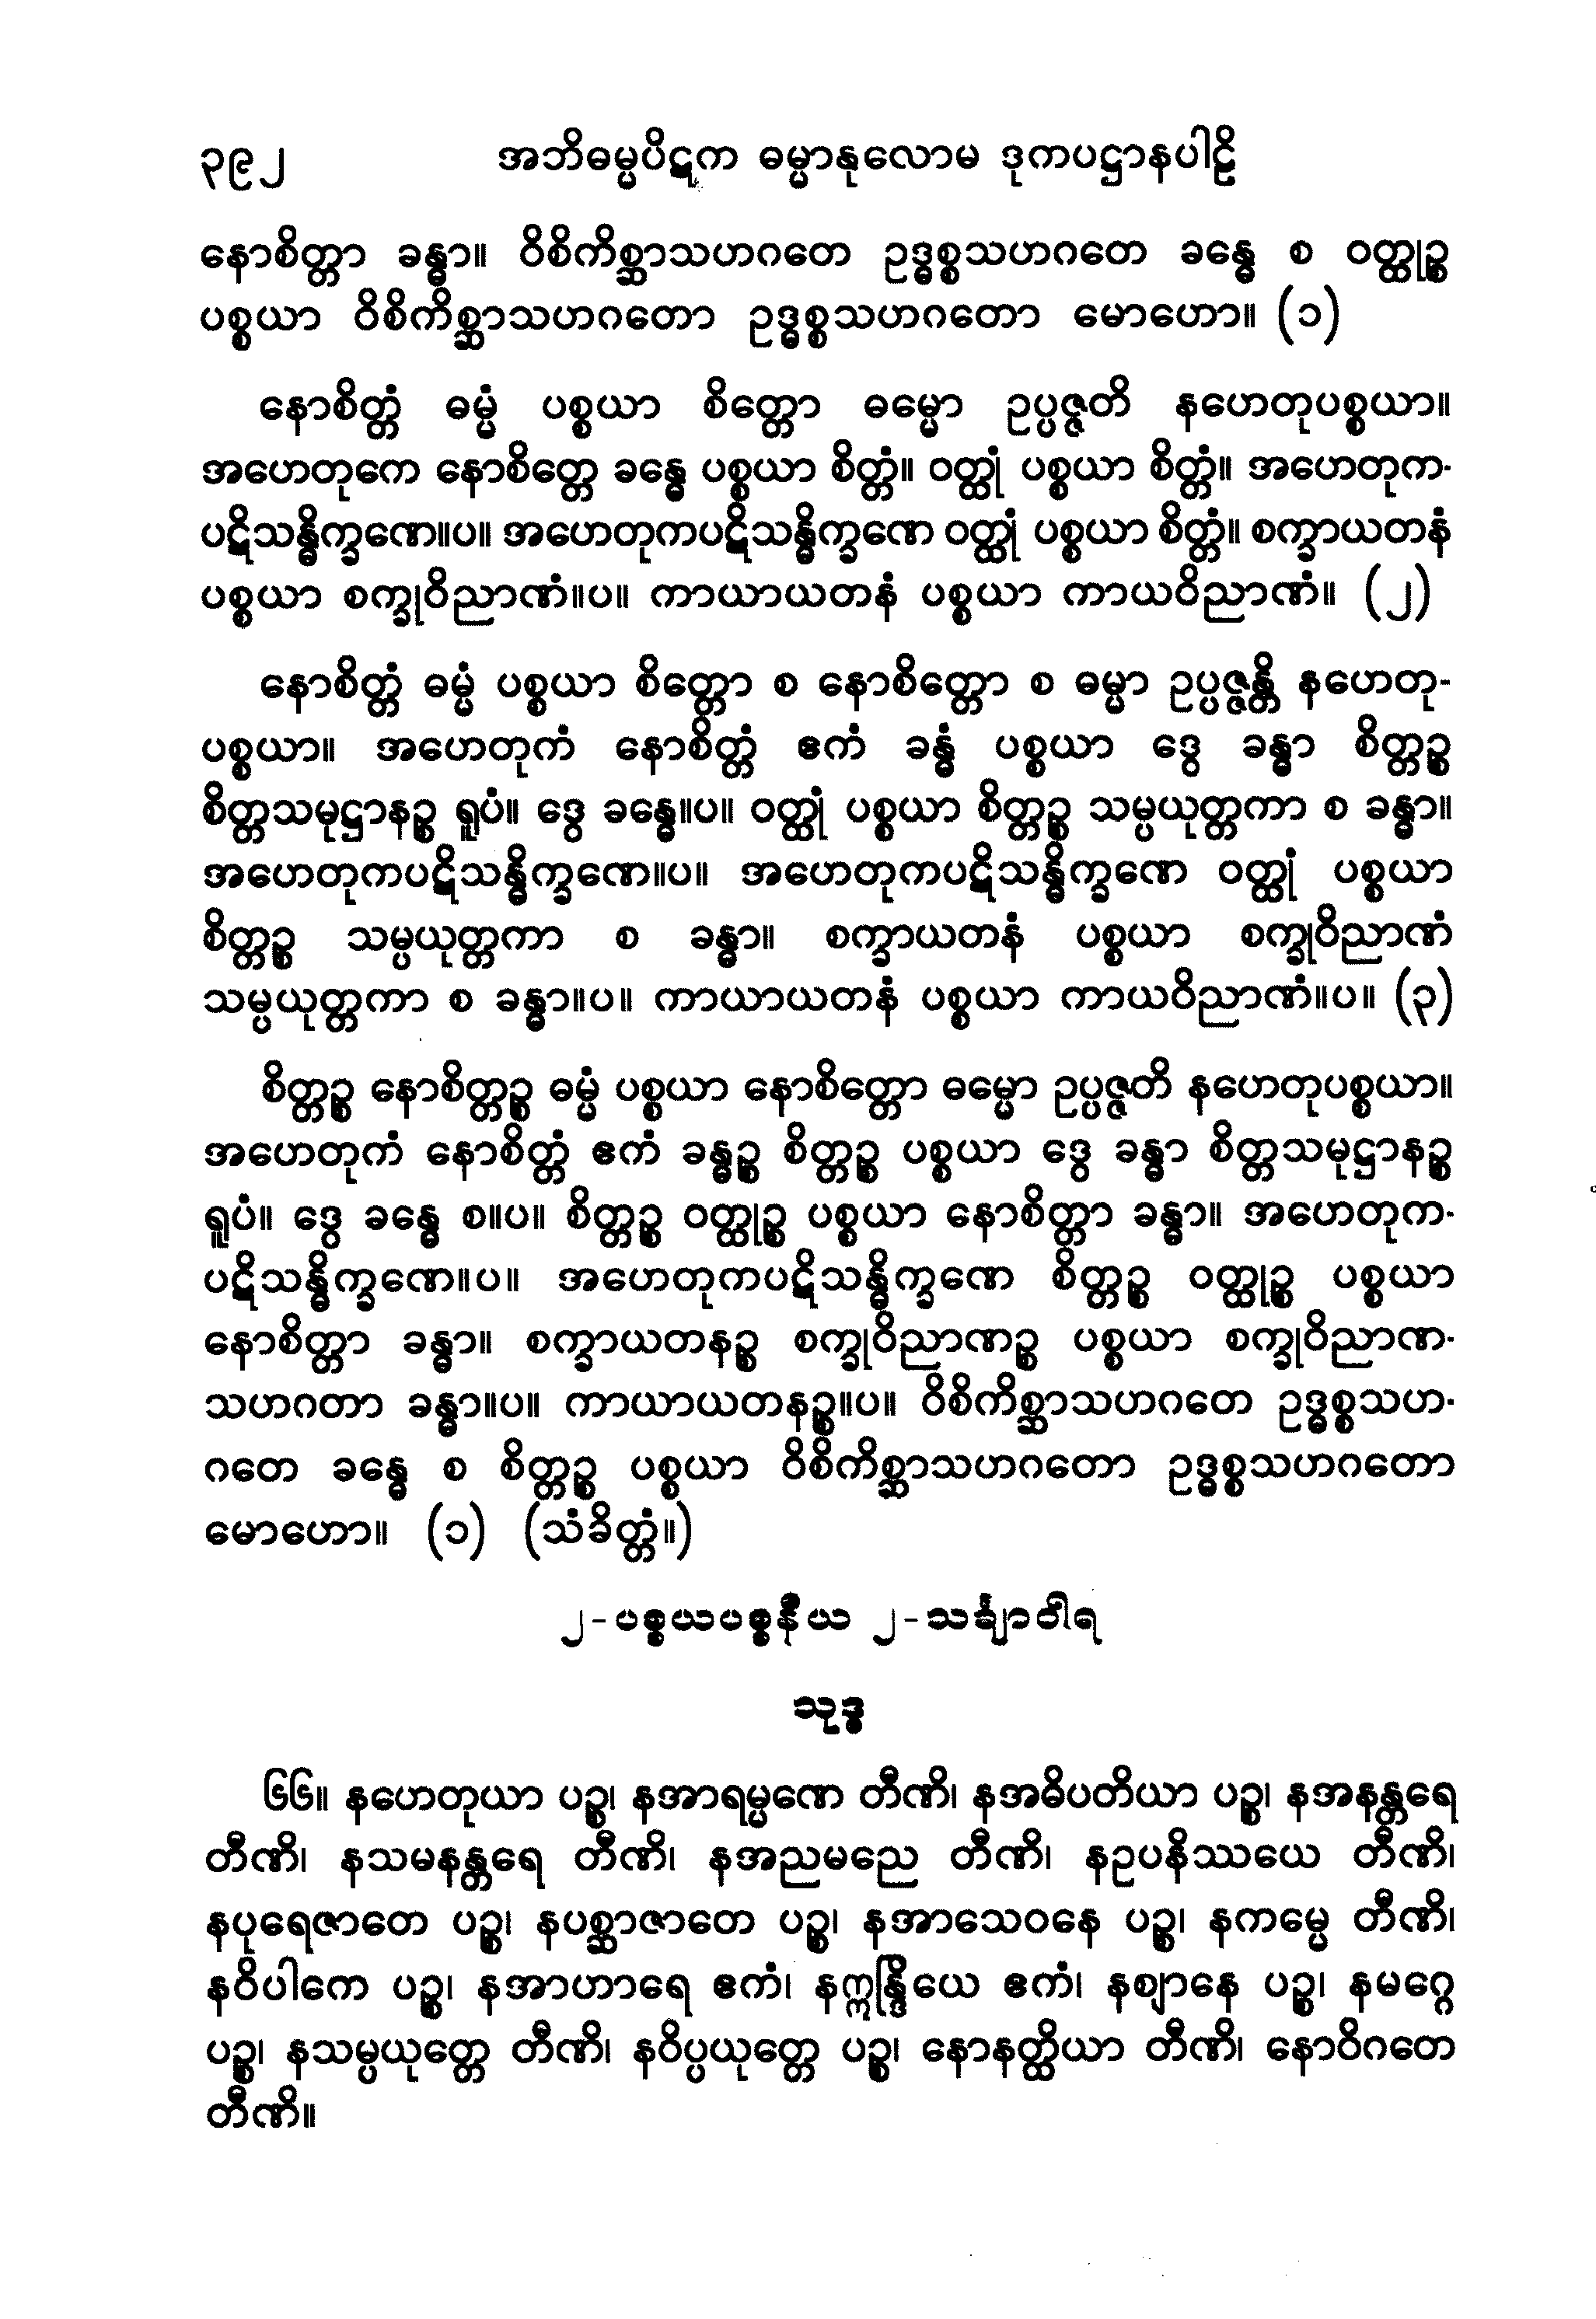 ၃၉၂ အဘိဓမ္မပိဋက ဓမ္မာနုလောမ ဒုကပဋ္ဌာနပါဠိ
နောစိတ္တာ ခန္ဓာ။ ဝိစိကိစ္ဆာသဟဂတေ ဥဒ္ဓစ္စသဟဂတေ ခန္ဓေ စ ဝတ္ထုဉ္စ
ပစ္စယာ ဝိစိကိစ္ဆာသဟဂတော ဥဒ္ဓစ္စသဟဂတော မောဟော။ (၁)
နောစိတ္တံ ဓမ္မံ ပစ္စယာ စိတ္တော ဓမ္မော ဥပ္ပဇ္ဇတိ နဟေတုပစ္စယာ။
အဟေတုကေ နောစိတ္တေ ခန္ဓေ ပစ္စယာ စိတ္တံ။ ဝတ္ထုံ ပစ္စယာ စိတ္တံ။ အဟေတုက-
ပဋိသန္ဓိက္ခဏေ။ပ။ အဟေတုကပဋိသန္ဓိက္ခဏေ ဝတ္ထုံ ပစ္စယာ စိတ္တံ။ စက္ခာယတနံ
ပစ္စယာ စက္ခုဝိညာဏံ။ပ။ ကာယာယတနံ ပစ္စယာ ကာယဝိညာဏံ။ (၂)
နောစိတ္တံ ဓမ္မံ ပစ္စယာ စိတ္တော စ နောစိတ္တော စ ဓမ္မာ ဥပ္ပဇ္ဇန္တိ နဟေတု-
ပစ္စယာ။ အဟေတုကံ နောစိတ္တံ ဧကံ ခန္ဓံ ပစ္စယာ ဒွေ ခန္ဓာ စိတ္တဉ္စ
စိတ္တသမုဋ္ဌာနဉ္စ ရူပံ။ ဒွေ ခန္ဓေ။ပ။ ဝတ္ထုံ ပစ္စယာ စိတ္တဉ္စ သမ္ပယုတ္တကာ စ ခန္ဓာ။
အဟေတုကပဋိသန္ဓိက္ခဏေ။ပ။ အဟေတုကပဋိသန္ဓိက္ခဏေ ဝတ္ထုံ ပစ္စယာ
စိတ္တဉ္စ သမ္ပယုတ္တကာ စ ခန္ဓာ။ စက္ခာယတနံ ပစ္စယာ စက္ခုဝိညာဏံ
သမ္ပယုတ္တကာ စ ခန္ဓာ။ပ။ ကာယာယတနံ ပစ္စယာ ကာယဝိညာဏံ။ပ။ (၃)
စိတ္တဉ္စ နောစိတ္တဉ္စ ဓမ္မံ ပစ္စယာ နောစိတ္တော ဓမ္မော ဥပ္ပဇ္ဇတိ နဟေတုပစ္စယာ။
အဟေတုကံ နောစိတ္တံ ဧကံ ခန္ဓဉ္စ စိတ္တဉ္စ ပစ္စယာ ဒွေ ခန္ဓာ စိတ္တသမုဋ္ဌာနဉ္စ
ရူပံ။ ဒွေ ခန္ဓေ စ။ပ။ စိတ္တဉ္စ ဝတ္ထုဉ္စ ပစ္စယာ နောစိတ္တာ ခန္ဓာ။ အဟေတုက-
ပဋိသန္ဓိက္ခဏေ။ပ။ အဟေတုကပဋိသန္ဓိက္ခဏေ စိတ္တဉ္စ ဝတ္ထုဉ္စ ပစ္စယာ
နောစိတ္တာ ခန္ဓာ။ စက္ခာယတနဉ္စ စက္ခုဝိညာဏဉ္စ ပစ္စယာ စက္ခုဝိညာဏ-
သဟဂတာ ခန္ဓာ။ပ။ ကာယာယတနဉ္စ။ပ။ ဝိစိကိစ္ဆာသဟဂတေ ဥဒ္ဓစ္စသဟ-
ဂတေ ခန္ဓေ စ စိတ္တဉ္စ ပစ္စယာ ဝိစိကိစ္ဆာသဟဂတော ဥဒ္ဓစ္စသဟဂတော
မောဟော။ (၁) (သံခိတ္တံ။)
၂-ပစ္စယပစ္စနီယ ၂-သင်္ချာဝါရ
သုဒ္ဓ
၆၆။ နဟေတုယာ ပဉ္စ၊ နအာရမ္မဏေ တီဏိ၊ နအဓိပတိယာ ပဉ္စ၊ နအနန္တရေ
တီဏိ၊ နသမနန္တရေ တီဏိ၊ နအညမညေ တီဏိ၊ နဥပနိဿယေ တီဏိ၊
နပုရေဇာတေ ပဉ္စ၊ နပစ္ဆာဇာတေ ပဉ္စ၊ နအာသေဝနေ ပဉ္စ၊ နကမ္မေ တီဏိ၊
နဝိပါကေ ပဉ္စ၊ နအာဟာရေ ဧကံ၊ နဣန္ဒြိယေ ဧကံ၊ နဈာနေ ပဉ္စ၊ နမဂ္ဂေ
ပဉ္စ၊ နသမ္ပယုတ္တေ တီဏိ၊ နဝိပ္ပယုတ္တေ ပဉ္စ၊ နောနတ္ထိယာ တီဏိ၊ နောဝိဂတေ
တီဏိ။